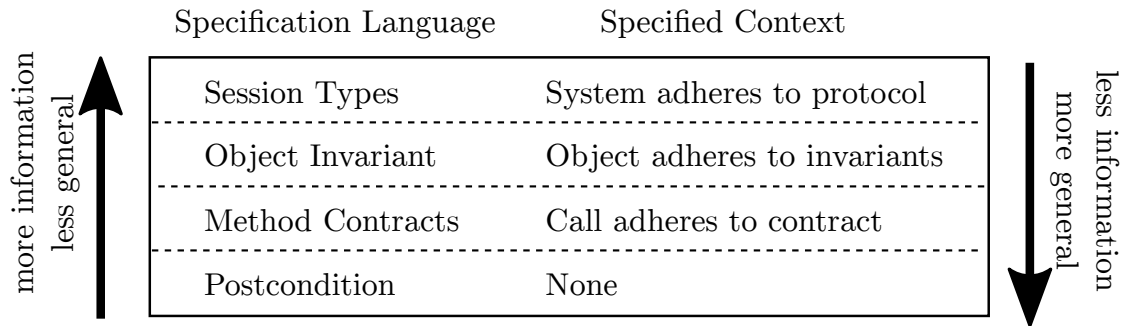 Specification Language Specified Context
more information
less general
Session Types System adheres to protocol
Object Invariant Object adheres to invariants
Method Contracts Call adheres to contract
Postcondition None
less information
more general